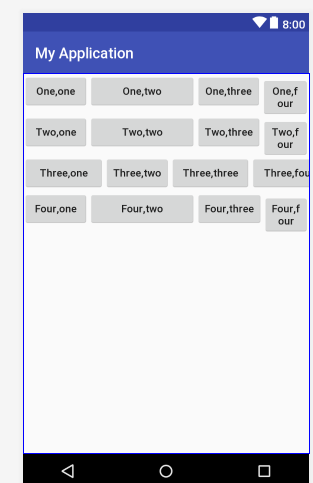 8:00
My Application
One,one One,two One,three One,f
our
Two,one Two,two Two,three Two,f
our
Three,one Three,two Three,three Three,fou
Four,one Four,two Four,three Four,f
our